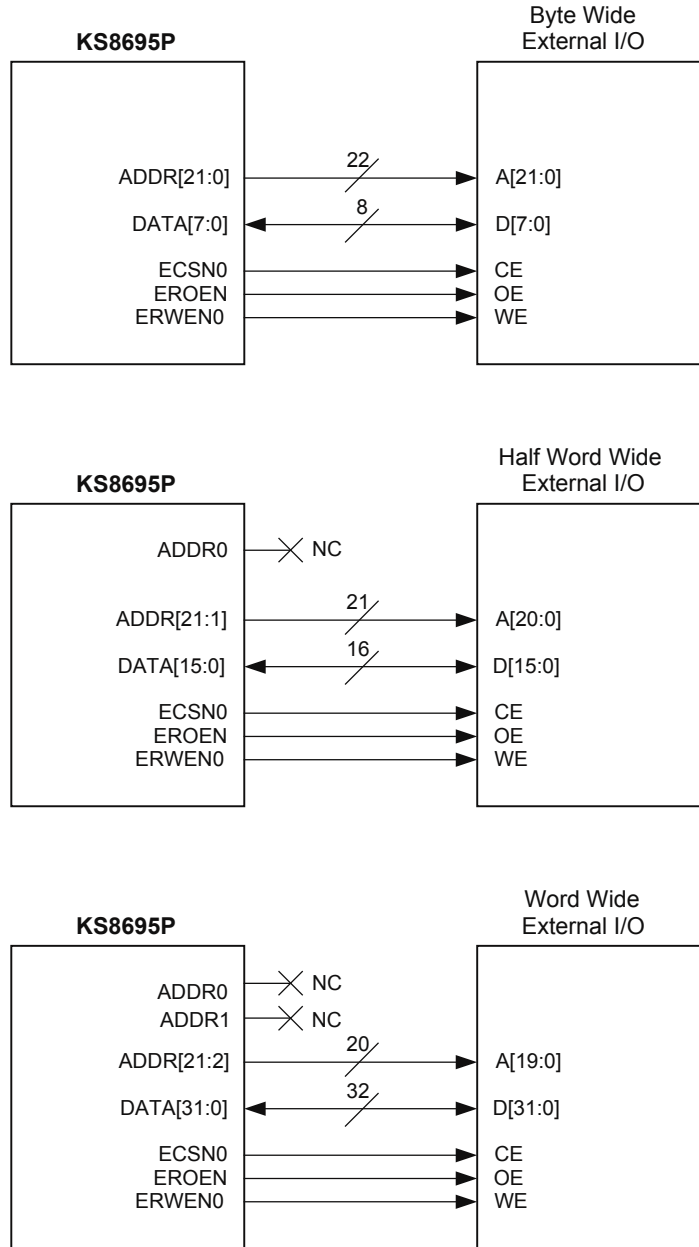 KS8695P
Byte Wide
External I/O
ADDR[21:0]
22
A[21:0]
DATA[7:0]
8
D[7:0]
ECSN0
CE
EROEN
OE
ERWEN0
WE
KS8695P
Half Word Wide
External I/O
ADDR0
NC
ADDR[21:1]
21
A[20:0]
DATA[15:0]
16
D[15:0]
ECSN0
CE
EROEN
OE
ERWEN0
WE
KS8695P
Word Wide
External I/O
ADDR0
NC
ADDR1
NC
ADDR[21:2]
20
A[19:0]
DATA[31:0]
32
D[31:0]
ECSN0
CE
EROEN
OE
ERWEN0
WE